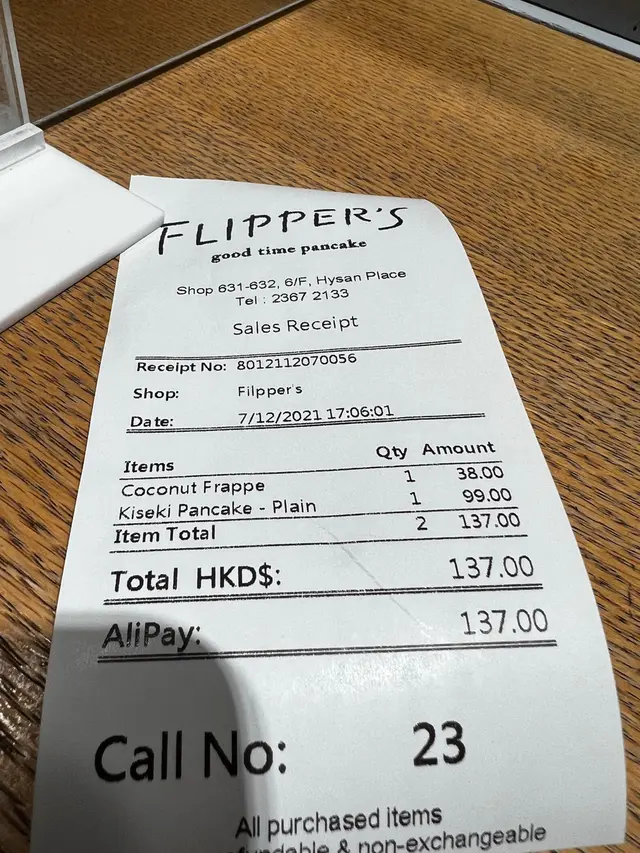 FLIPPER'S
good time pancake
Shop 631-632, 6/F, Hysan Place
Tel : 2367 2133
Sales Receipt
Receipt No: 8012112070056
Shop: Filpper's
Date: 7/12/2021 17:06:01
Items Qty Amount
Coconut Frappe 1 38.00
Kiseki Pancake - Plain 1 99.00
Item Total 2 137.00
Total HKD$: 137.00
AliPay: 137.00
Call No: 23
All purchased items
& non-exchangeable